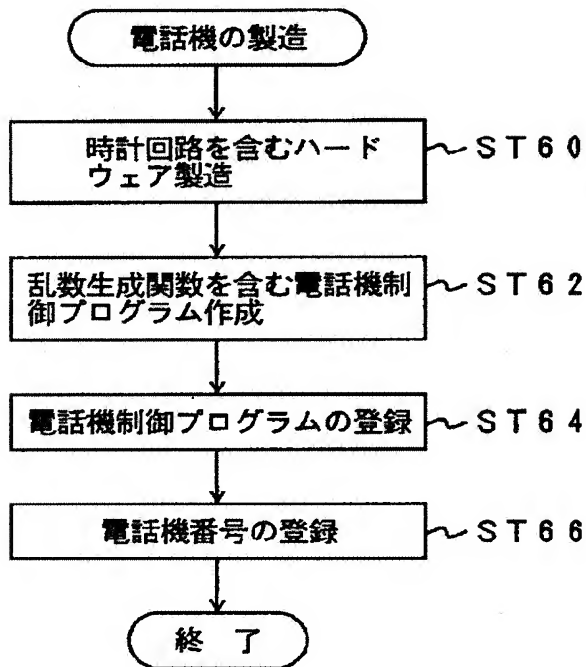 電話機の製造
時計回路を含むハード
ウェア製造
ST60
乱数生成関数を含む電話機制
御プログラム作成
ST62
電話機制御プログラムの登録
ST64
電話機番号の登録
ST66
終 了